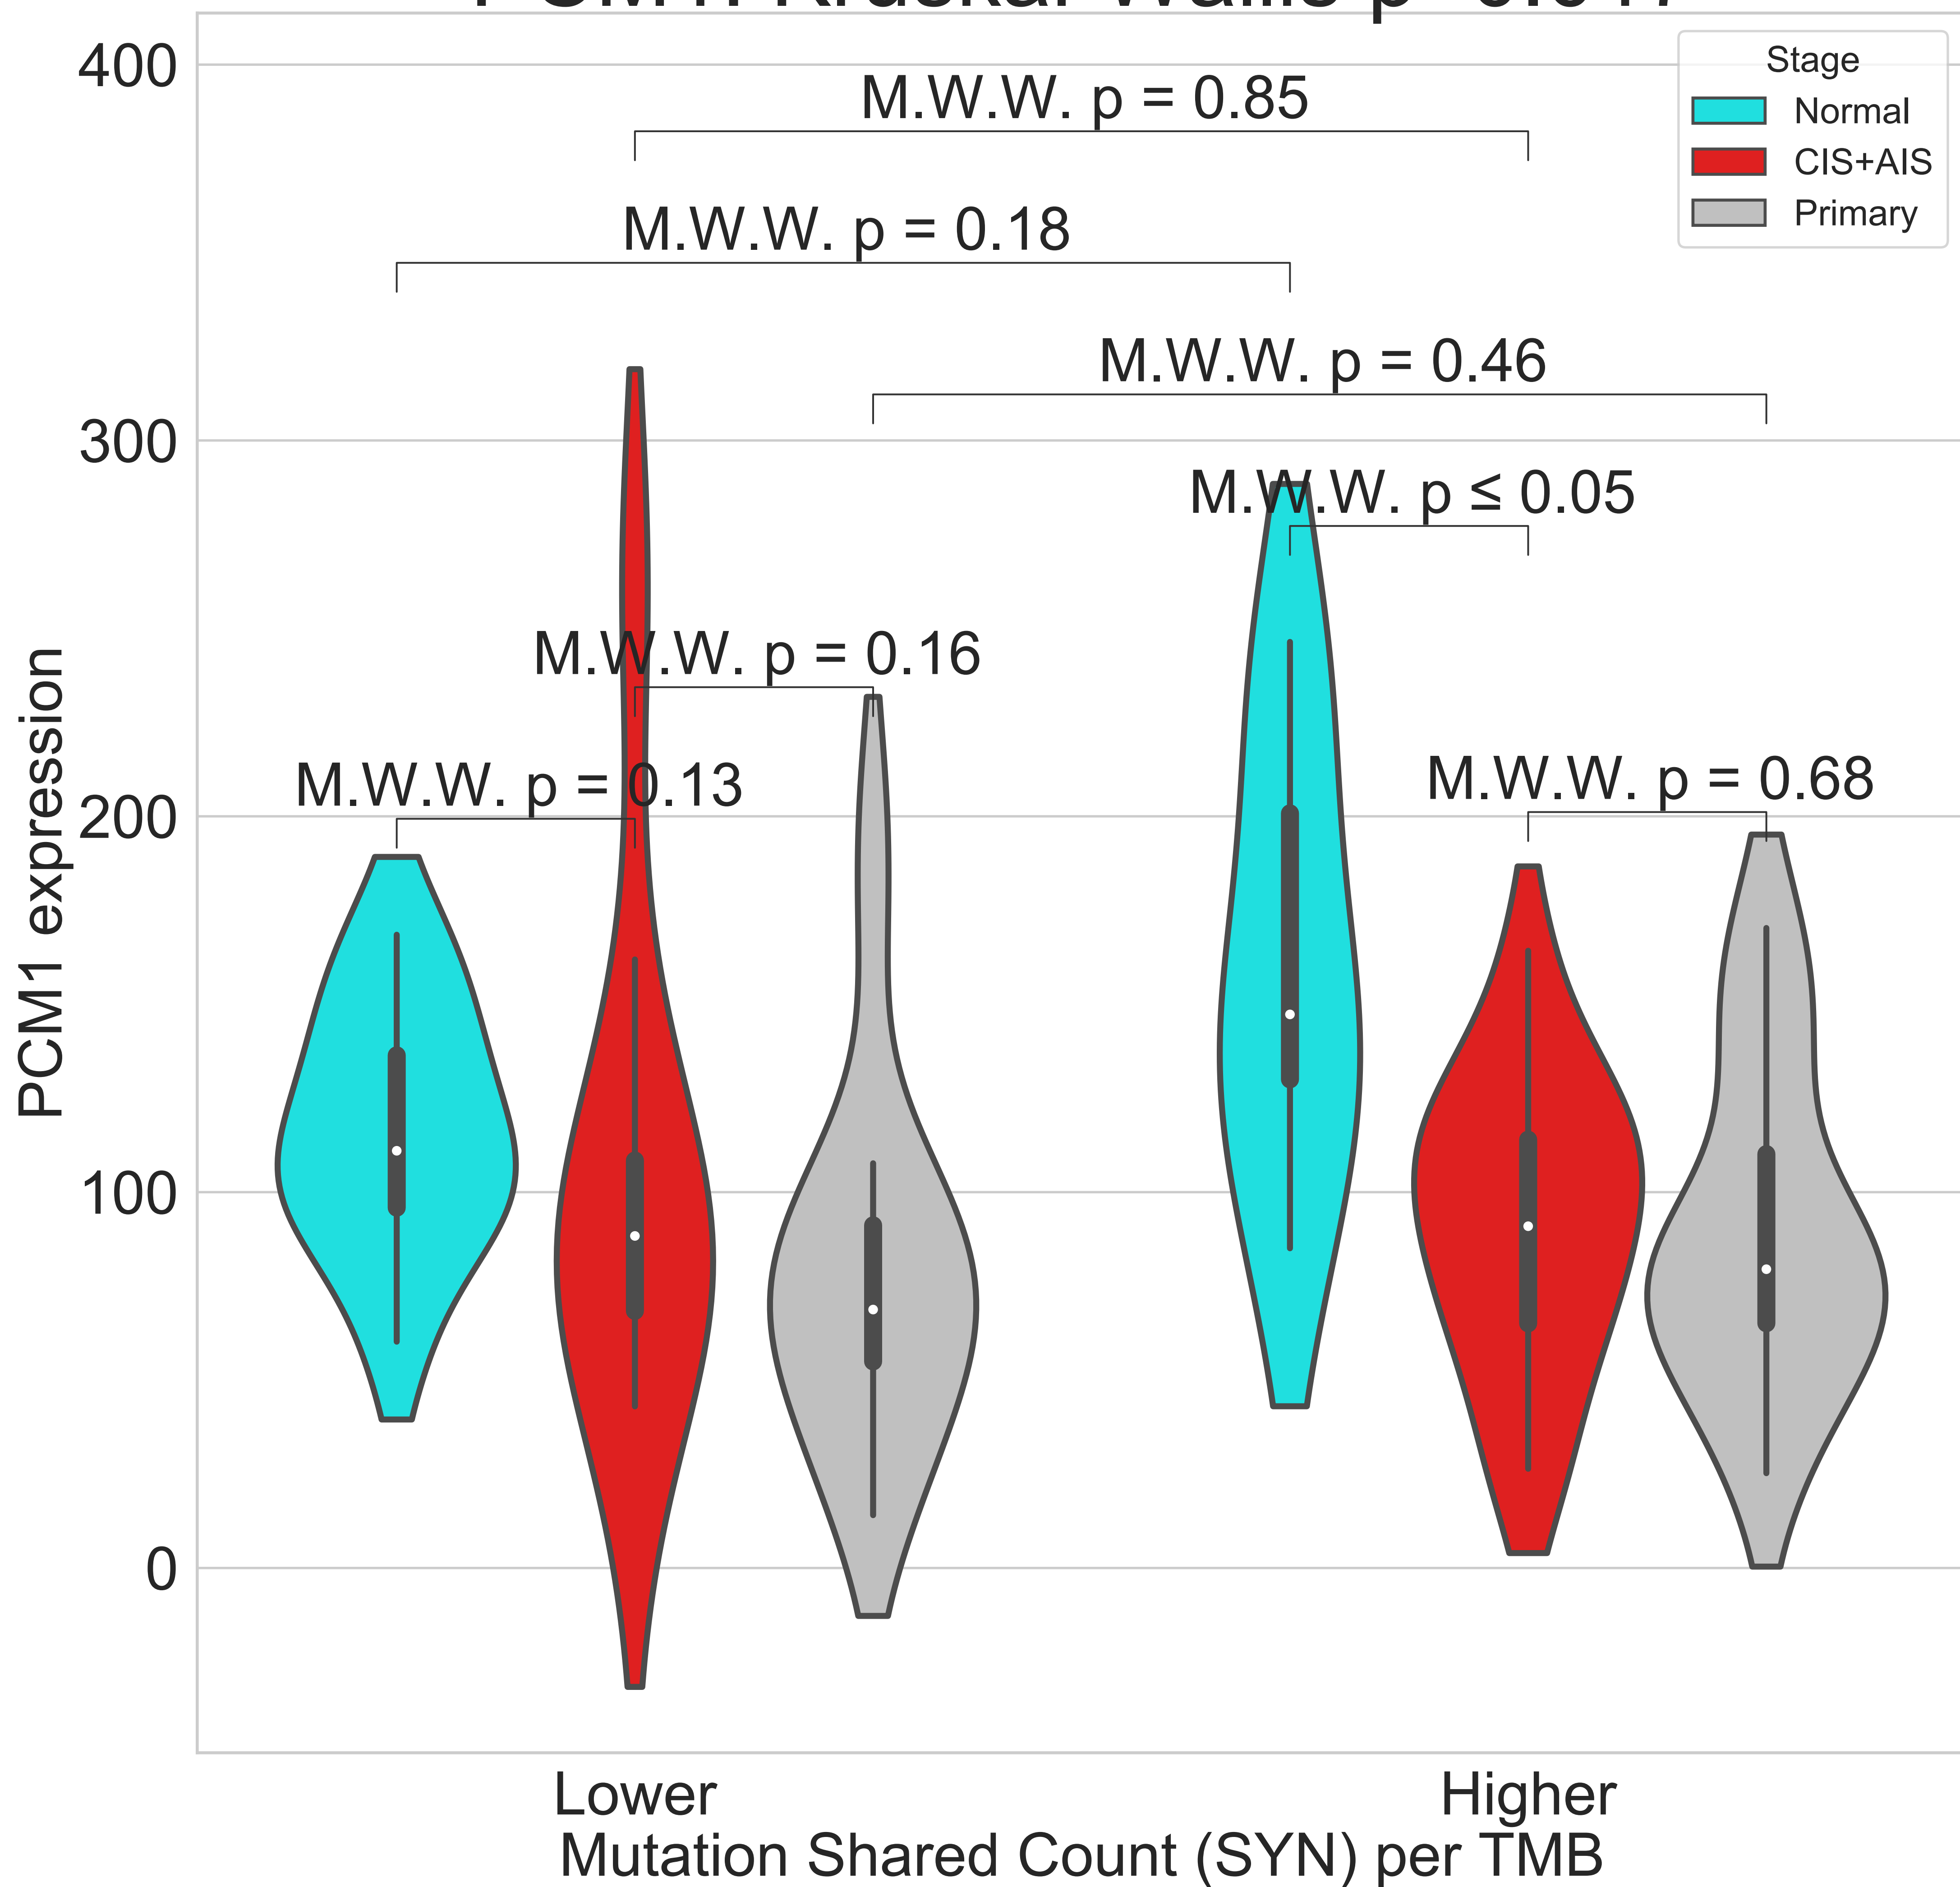 400
300
200
100
0
PCM1 expression
M.W.W. p = 0.85
M.W.W. p = 0.18
M.W.W. p = 0.46
M.W.W. p ≤ 0.05
M.W.W. p = 0.16
M.W.W. p = 0.13
M.W.W. p = 0.68
Stage
Normal
CIS+AIS
Primary
Lower
Higher
Mutation Shared Count (SYN) per TMB